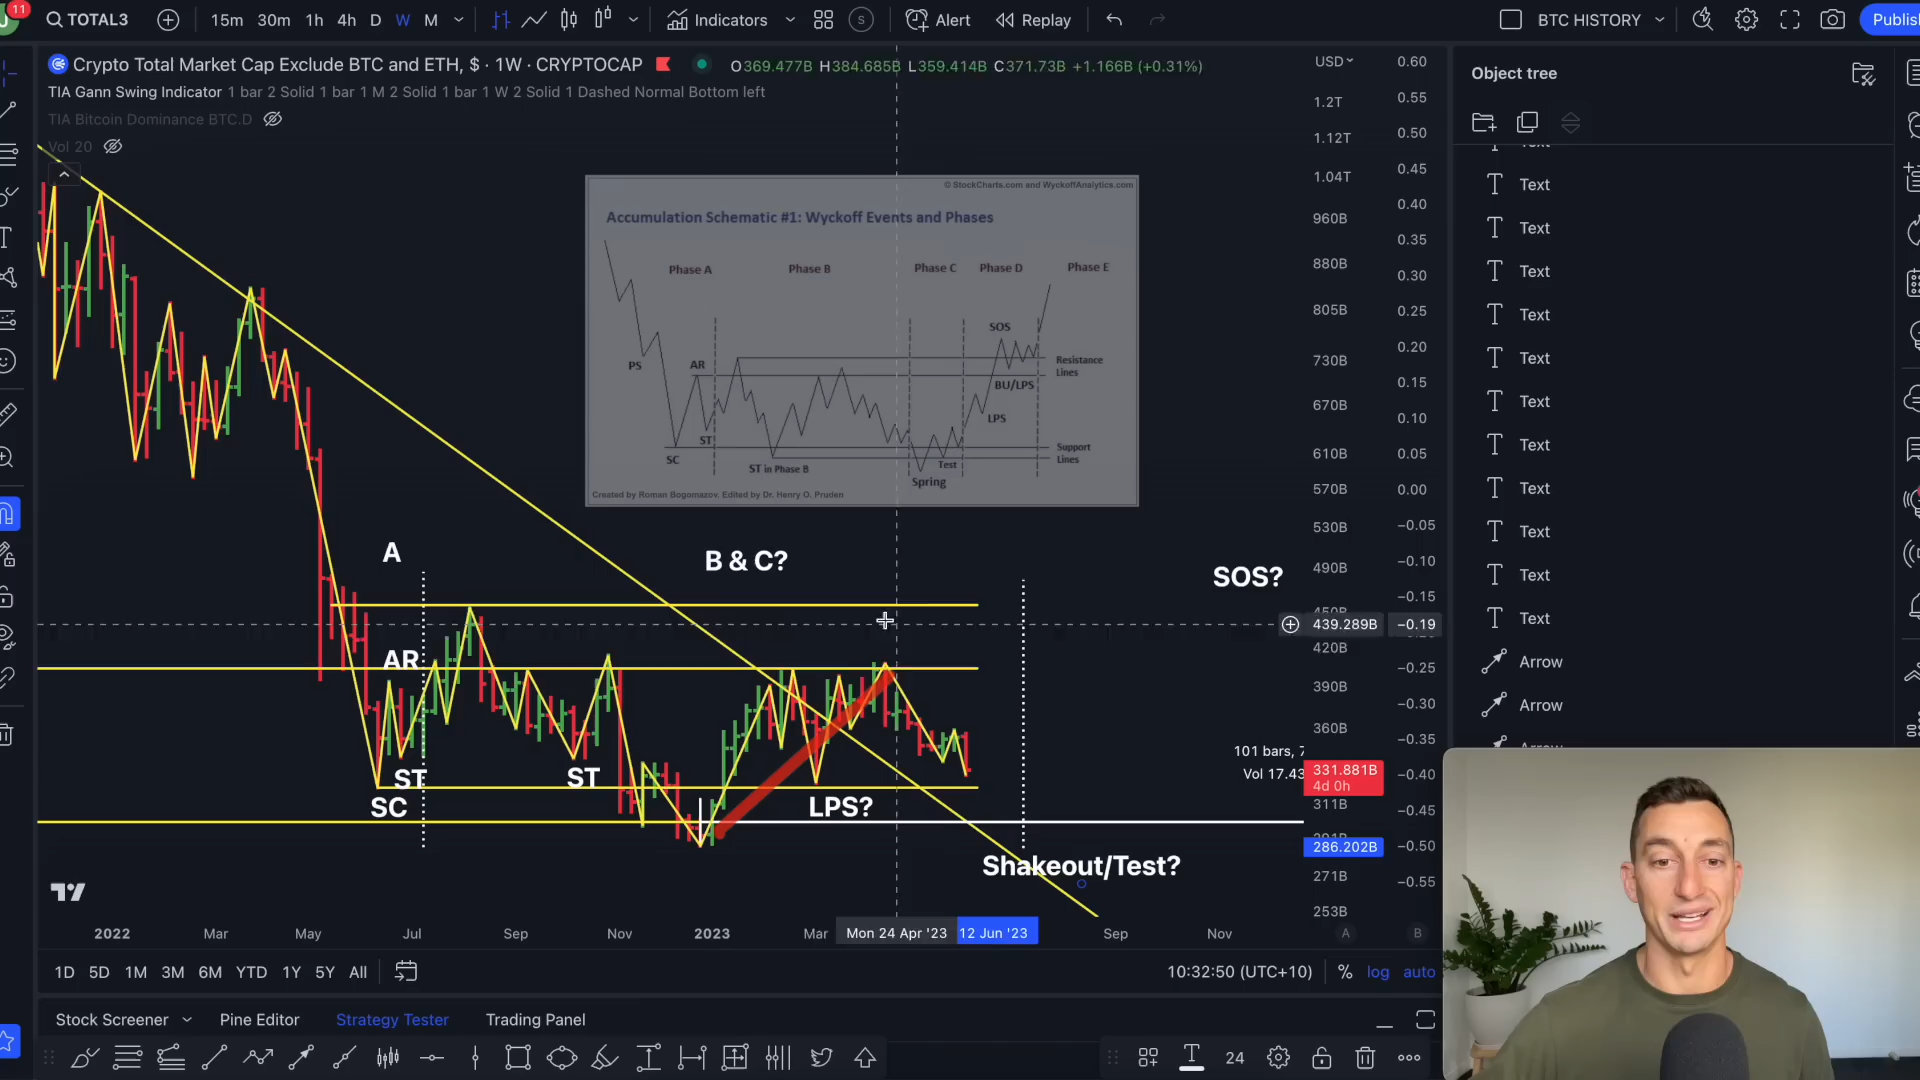 11
TOTAL3
15m 30m 1h 4h D W M
Indicators
S
Alert
Replay
BTC HISTORY
Publis
Crypto Total Market Cap Exclude BTC and ETH, $ · 1W · CRYPTOCAP
O369.477B H384.685B L359.414B C371.73B +1.166B (+0.31%)
TIA Gann Swing Indicator 1 bar 2 Solid 1 bar 1 M 2 Solid 1 bar 1 W 2 Solid 1 Dashed Normal Bottom left
TIA Bitcoin Dominance BTC.D
Vol 20
© StockCharts.com and WyckoffAnalytics.com
Accumulation Schematic #1: Wyckoff Events and Phases
Phase A
Phase B
Phase C
Phase D
Phase E
PS
AR
ST
SC
ST in Phase B
Spring
Test
LPS
SOS
BU/LPS
Resistance
Lines
Support
Lines
Created by Roman Bogomazov. Edited by Dr. Henry O. Pruden
A
B & C?
SOS?
AR
ST
SC
ST
LPS?
Shakeout/Test?
101 bars, 7
Vol 17.43
USD
1.2T
1.12T
1.04T
960B
880B
805B
730B
670B
610B
570B
530B
490B
439.289B
420B
390B
360B
331.881B
4d 0h
311B
286.202B
271B
253B
A
0.60
0.55
0.50
0.45
0.40
0.35
0.30
0.25
0.20
0.15
0.10
0.05
0.00
−0.05
−0.10
−0.15
−0.19
−0.25
−0.30
−0.35
−0.40
−0.45
−0.50
−0.55
B
2022 Mar May Jul Sep Nov 2023 Mar Mon 24 Apr '23 12 Jun '23 Sep Nov
1D 5D 1M 3M 6M YTD 1Y 5Y All
10:32:50 (UTC+10) % log auto
Stock Screener Pine Editor Strategy Tester Trading Panel
T 24
Object tree
Text
Text
Text
Text
Text
Text
Text
Text
Text
Text
Text
Arrow
Arrow